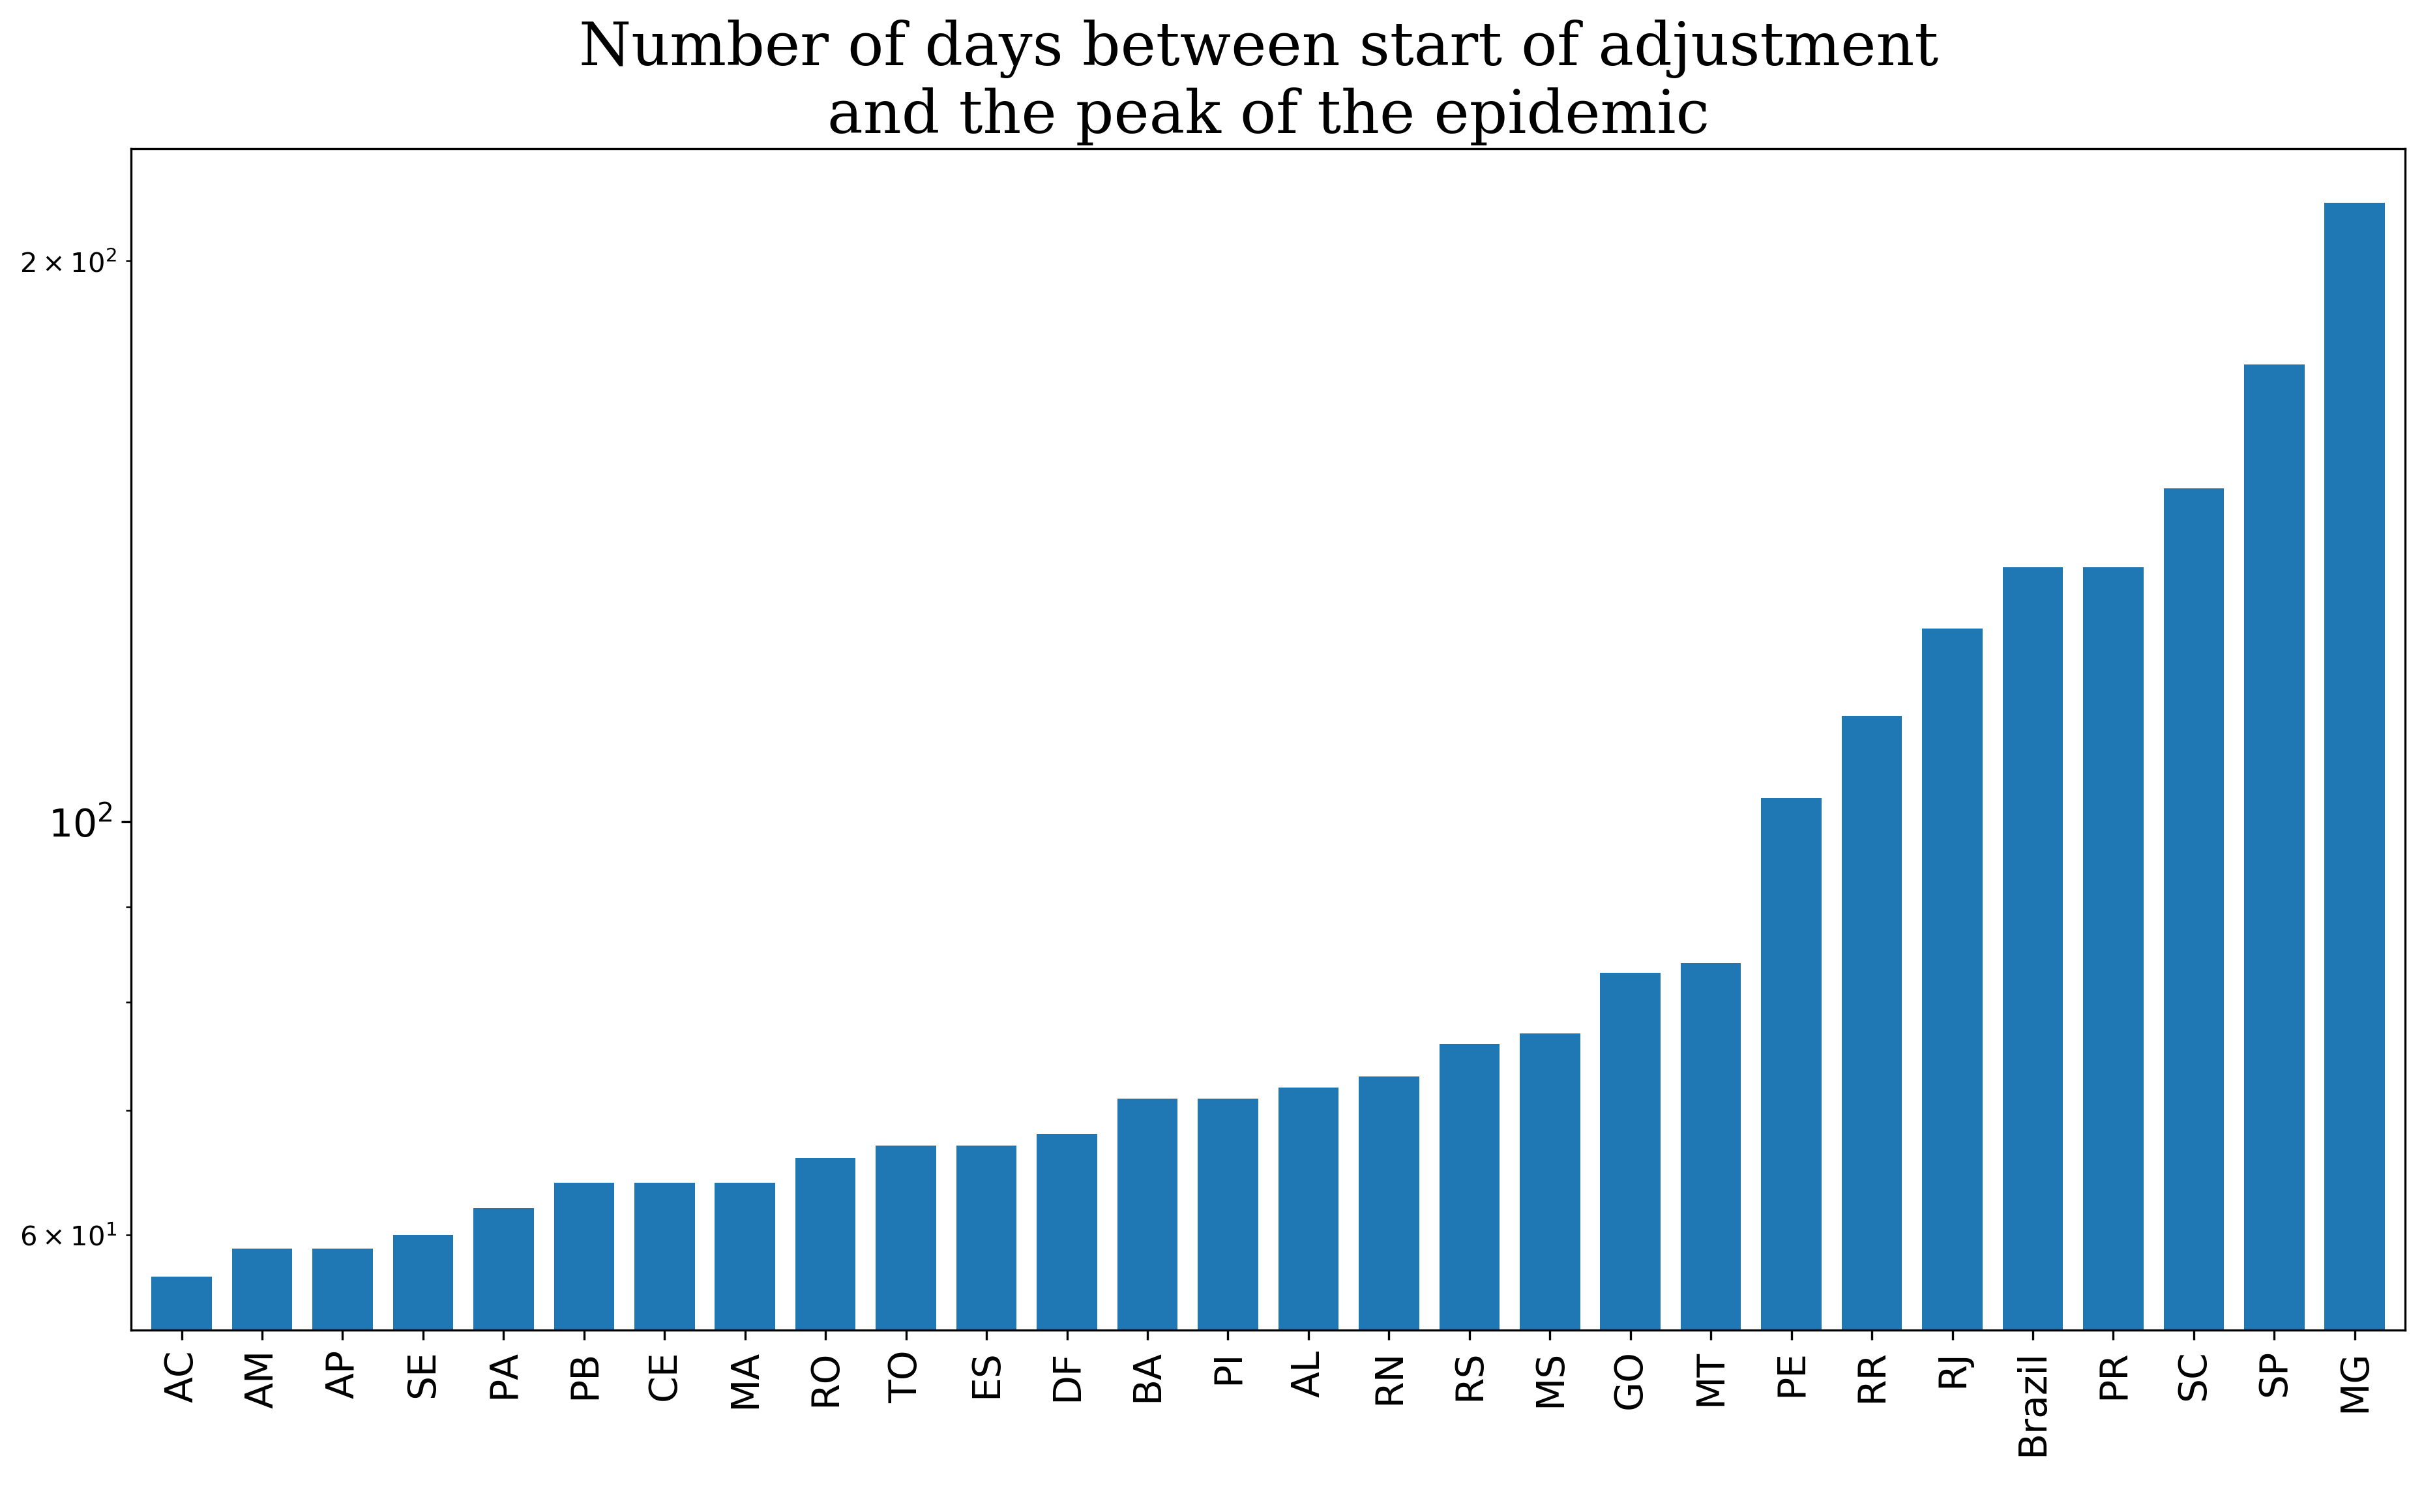 Number of days between start of adjustment
and the peak of the epidemic
2 × 10²
10²
6 × 10¹
AC
AM
AP
SE
PA
PB
CE
MA
RO
TO
ES
DF
BA
PI
AL
RN
RS
MS
GO
MT
PE
RR
RJ
Brazil
PR
SC
SP
MG